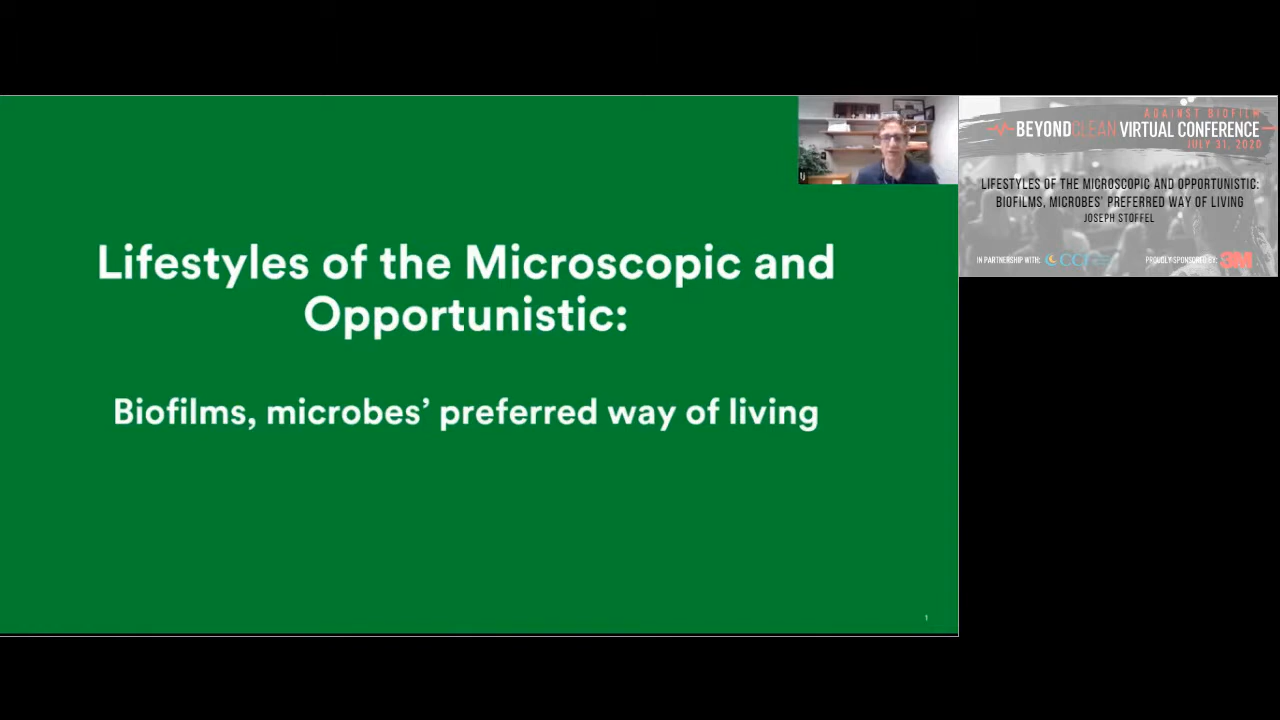 Lifestyles of the Microscopic and
Opportunistic:
Biofilms, microbes’ preferred way of living
1
AGAINST BIOFILM
BEYONDCLEAN VIRTUAL CONFERENCE
JULY 31, 2020
LIFESTYLES OF THE MICROSCOPIC AND OPPORTUNISTIC:
BIOFILMS, MICROBES' PREFERRED WAY OF LIVING
JOSEPH STOFFEL
IN PARTNERSHIP WITH:
PROUDLY SPONSORED BY: 3M